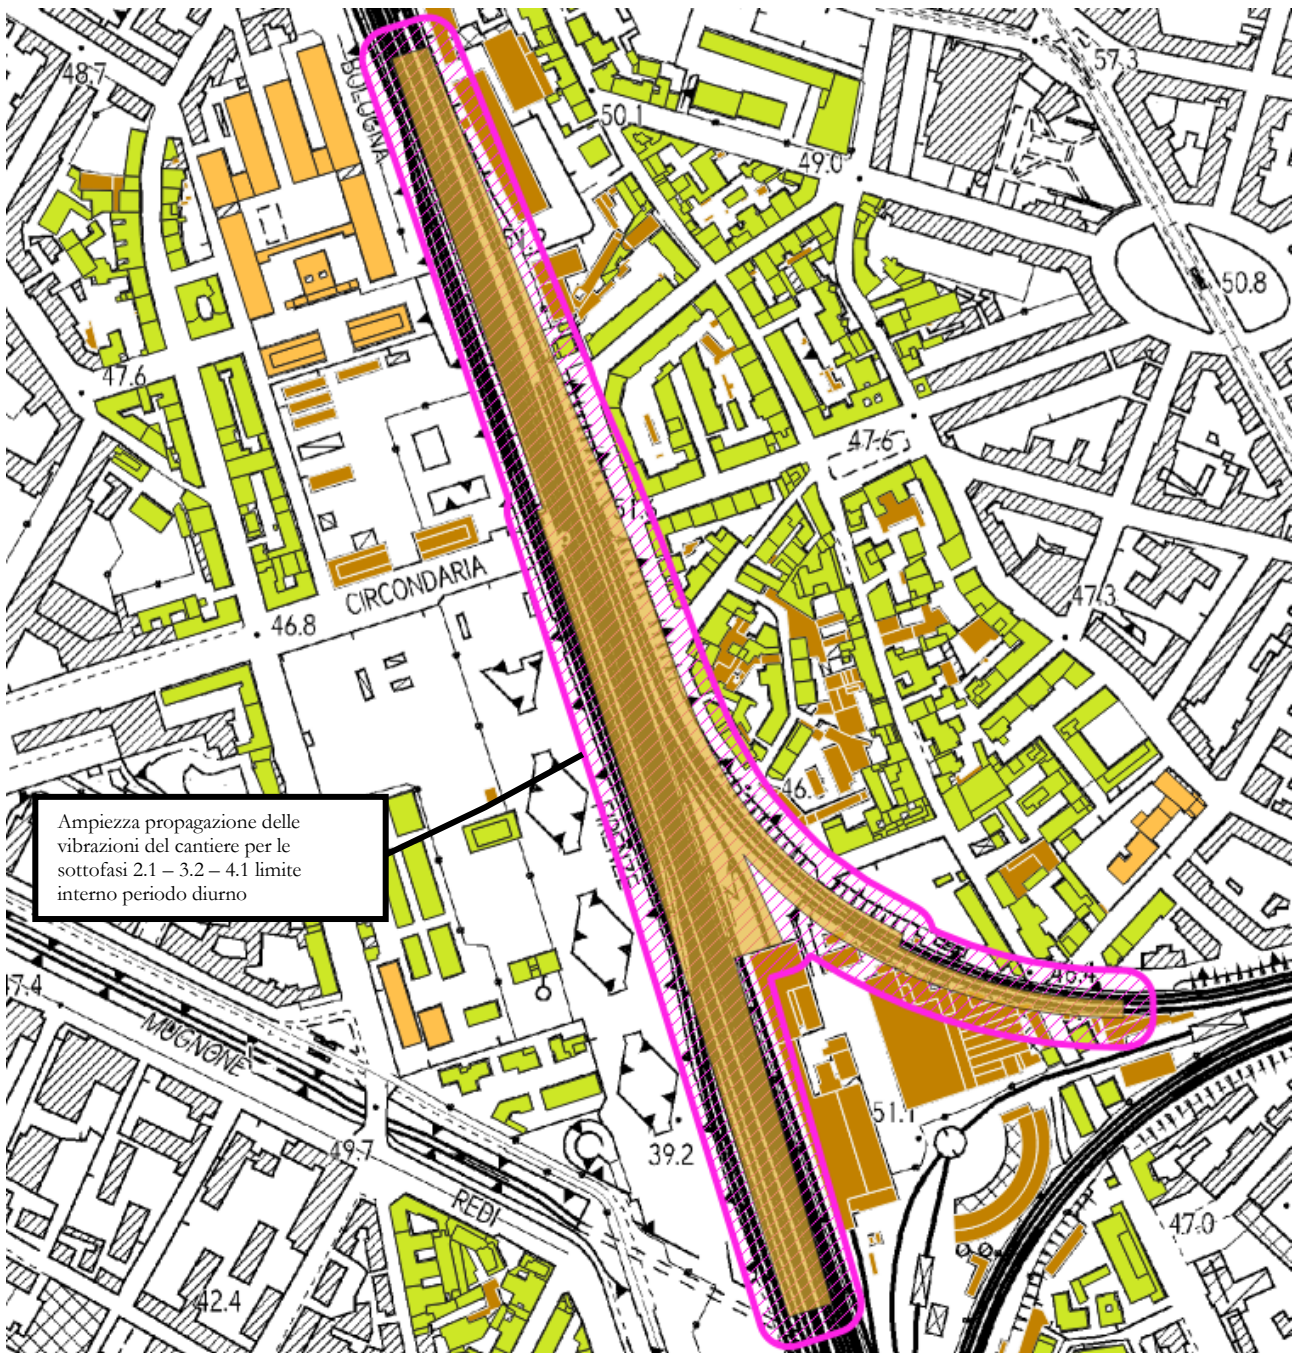 48.7
BOLOGNA
57.3
50.1
49.0
50.8
47.6
47.6
CIRCONDARIA
46.8
47.3
FIRENZE
Ampiezza propagazione delle
vibrazioni del cantiere per le
sottofasi 2.1 – 3.2 – 4.1 limite
interno periodo diurno
46.4
MUGNONE
51.1
49.7
39.2
REDI
47.0
42.4